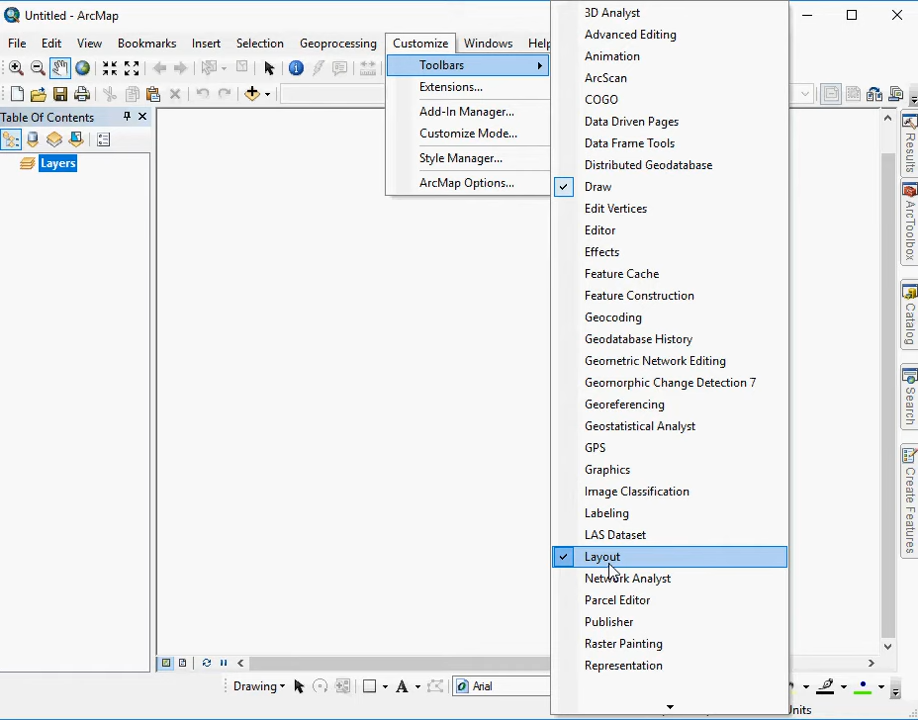 Untitled - ArcMap
File Edit View Bookmarks Insert Selection Geoprocessing Customize Windows Help
Table Of Contents
Layers
Toolbars
Extensions...
Add-In Manager...
Customize Mode...
Style Manager...
ArcMap Options...
3D Analyst
Advanced Editing
Animation
ArcScan
COGO
Data Driven Pages
Data Frame Tools
Distributed Geodatabase
Draw
Edit Vertices
Editor
Effects
Feature Cache
Feature Construction
Geocoding
Geodatabase History
Geometric Network Editing
Geomorphic Change Detection 7
Georeferencing
Geostatistical Analyst
GPS
Graphics
Image Classification
Labeling
LAS Dataset
Layout
Network Analyst
Parcel Editor
Publisher
Raster Painting
Representation
Results
ArcToolbox
Catalog
Search
Create Features
Drawing A Arial A
Units